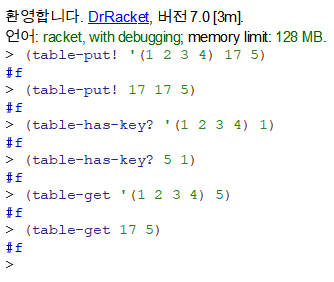 환영합니다. DrRacket, 버전 7.0 [3m].
언어: racket, with debugging; memory limit: 128 MB.
> (table-put! '(1 2 3 4) 17 5)
#f
> (table-put! 17 17 5)
#f
> (table-has-key? '(1 2 3 4) 1)
#f
> (table-has-key? 5 1)
#f
> (table-get '(1 2 3 4) 5)
#f
> (table-get 17 5)
#f
>